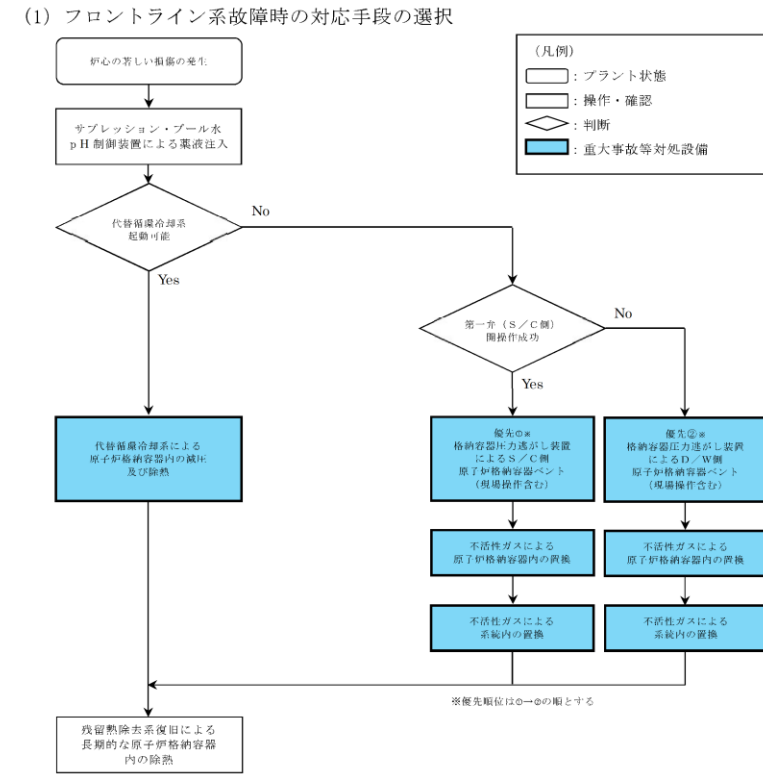 (1) フロントライン系故障時の対応手段の選択
炉心の著しい損傷の発生
(凡例)
：プラント状態
：操作・確認
：判断
：重大事故等対処設備
サプレッション・プール水
pH制御装置による薬液注入
代替循環冷却系
起動可能
No
Yes
第一弁（S／C側）
開操作成功
No
Yes
代替循環冷却系による
原子炉格納容器内の減圧
及び除熱
優先①※
格納容器圧力逃がし装置
によるS／C側
原子炉格納容器ベント
（現場操作含む）
優先②※
格納容器圧力逃がし装置
によるD／W側
原子炉格納容器ベント
（現場操作含む）
不活性ガスによる
原子炉格納容器内の置換
不活性ガスによる
原子炉格納容器内の置換
不活性ガスによる
系統内の置換
不活性ガスによる
系統内の置換
※優先順位は①→②の順とする
残留熱除去系復旧による
長期的な原子炉格納容器
内の除熱